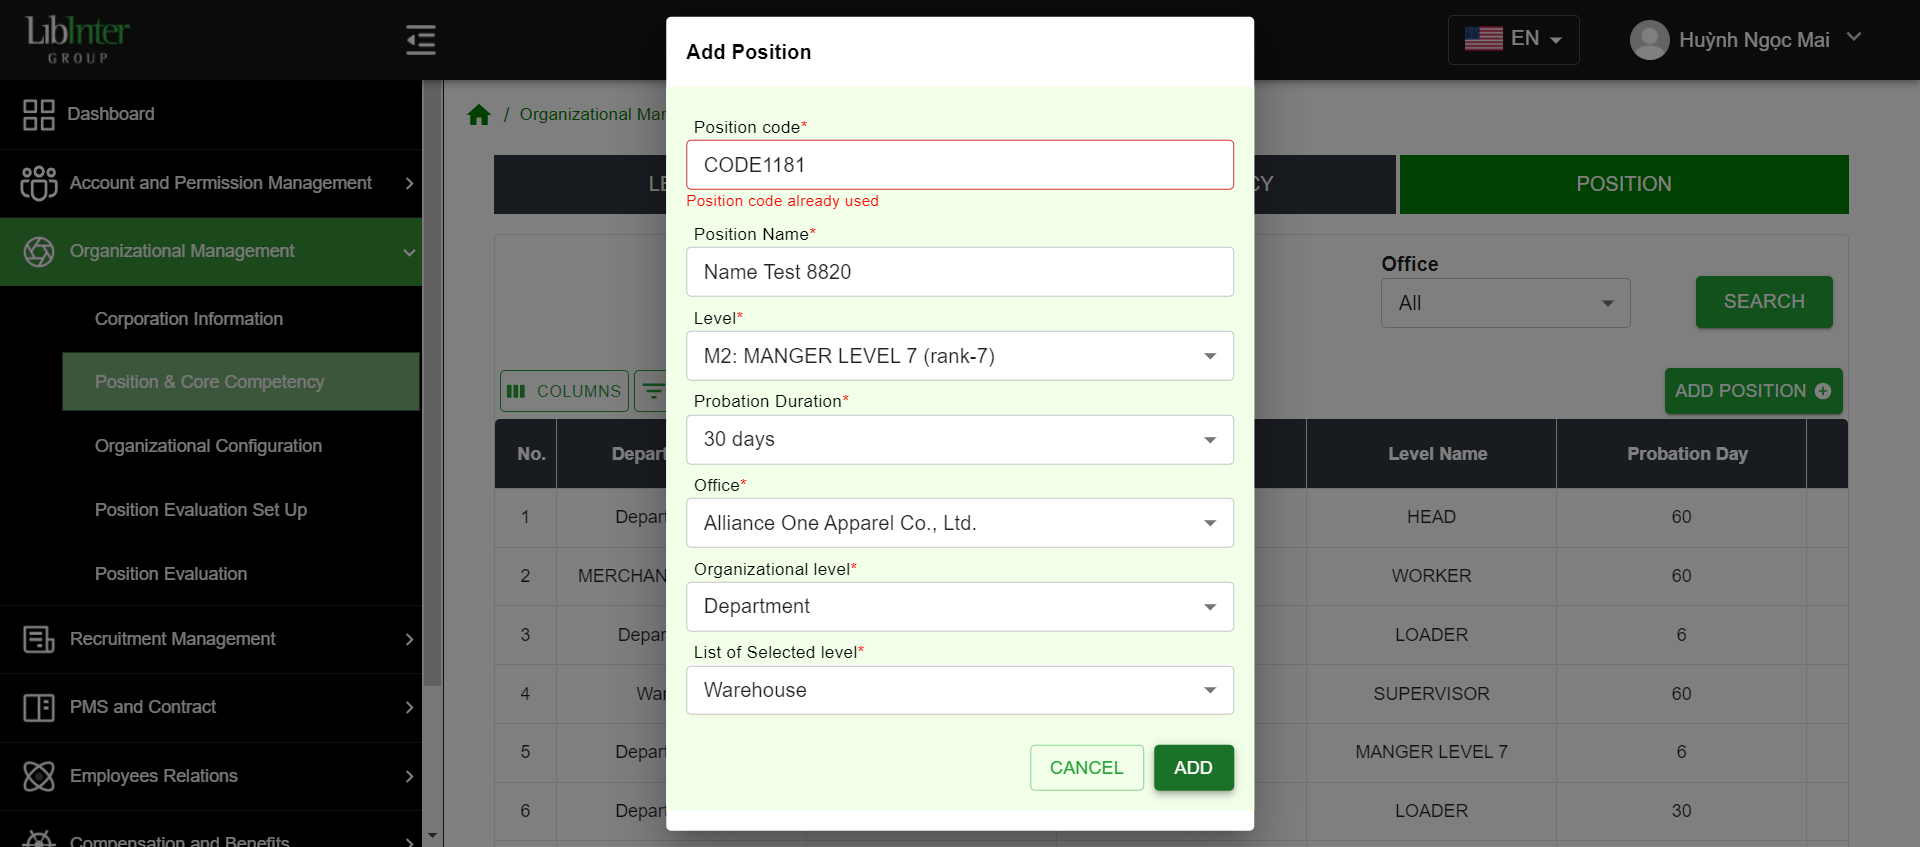 LibInter
GROUP
EN
Huỳnh Ngọc Mai
Dashboard
Account and Permission Management
Organizational Management
Corporation Information
Position & Core Competency
Organizational Configuration
Position Evaluation Set Up
Position Evaluation
Recruitment Management
PMS and Contract
Employees Relations
Compensation and Benefits
/ Organizational Mar
LE
CY
POSITION
Office
All
SEARCH
COLUMNS
ADD POSITION
No. Depart Level Name Probation Day
1 Depart HEAD 60
2 MERCHAN WORKER 60
3 Depar LOADER 6
4 War SUPERVISOR 60
5 Depart MANGER LEVEL 7 6
6 Depart LOADER 30
Add Position
Position code*
CODE1181
Position code already used
Position Name*
Name Test 8820
Level*
M2: MANGER LEVEL 7 (rank-7)
Probation Duration*
30 days
Office*
Alliance One Apparel Co., Ltd.
Organizational level*
Department
List of Selected level*
Warehouse
CANCEL
ADD